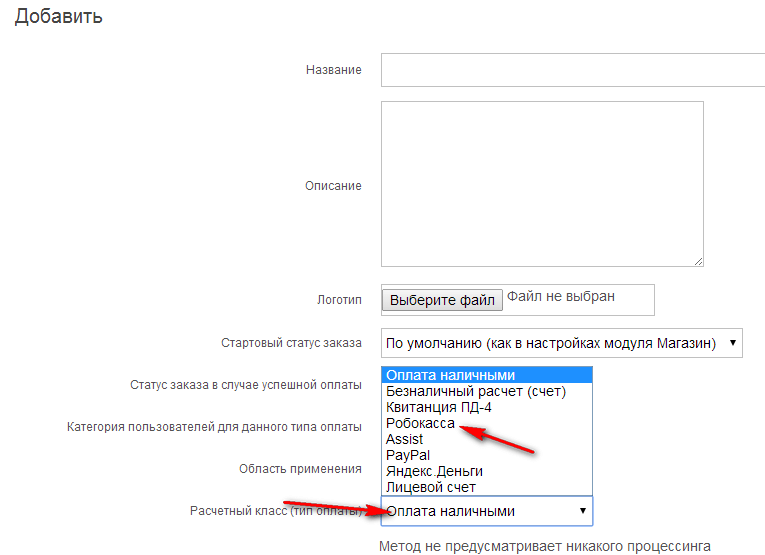 Добавить
Название
Описание
Логотип
Выберите файл Файл не выбран
Стартовый статус заказа
По умолчанию (как в настройках модуля Магазин)
Статус заказа в случае успешной оплаты
Оплата наличными
Безналичный расчет (счет)
Квитанция ПД-4
Категория пользователей для данного типа оплаты
Робокасса
Assist
PayPal
Область применения
Яндекс.Деньги
Лицевой счет
Расчетный класс (тип оплаты)
Оплата наличными
Метод не предусматривает никакого процессинга